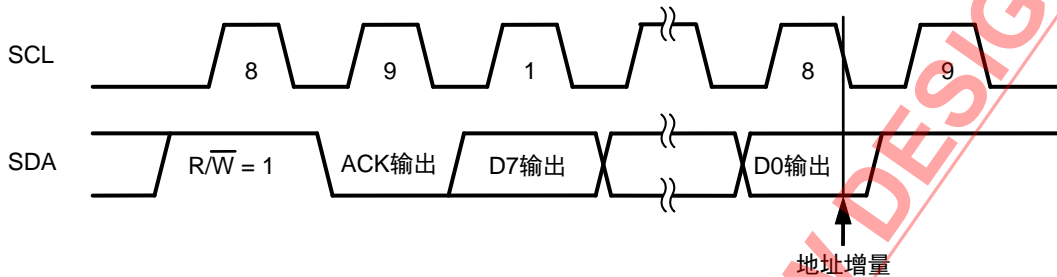 SCL
8
9
1
8
9
SDA
R/W̅ = 1
ACK输出
D7输出
D0输出
地址增量
W DESIG